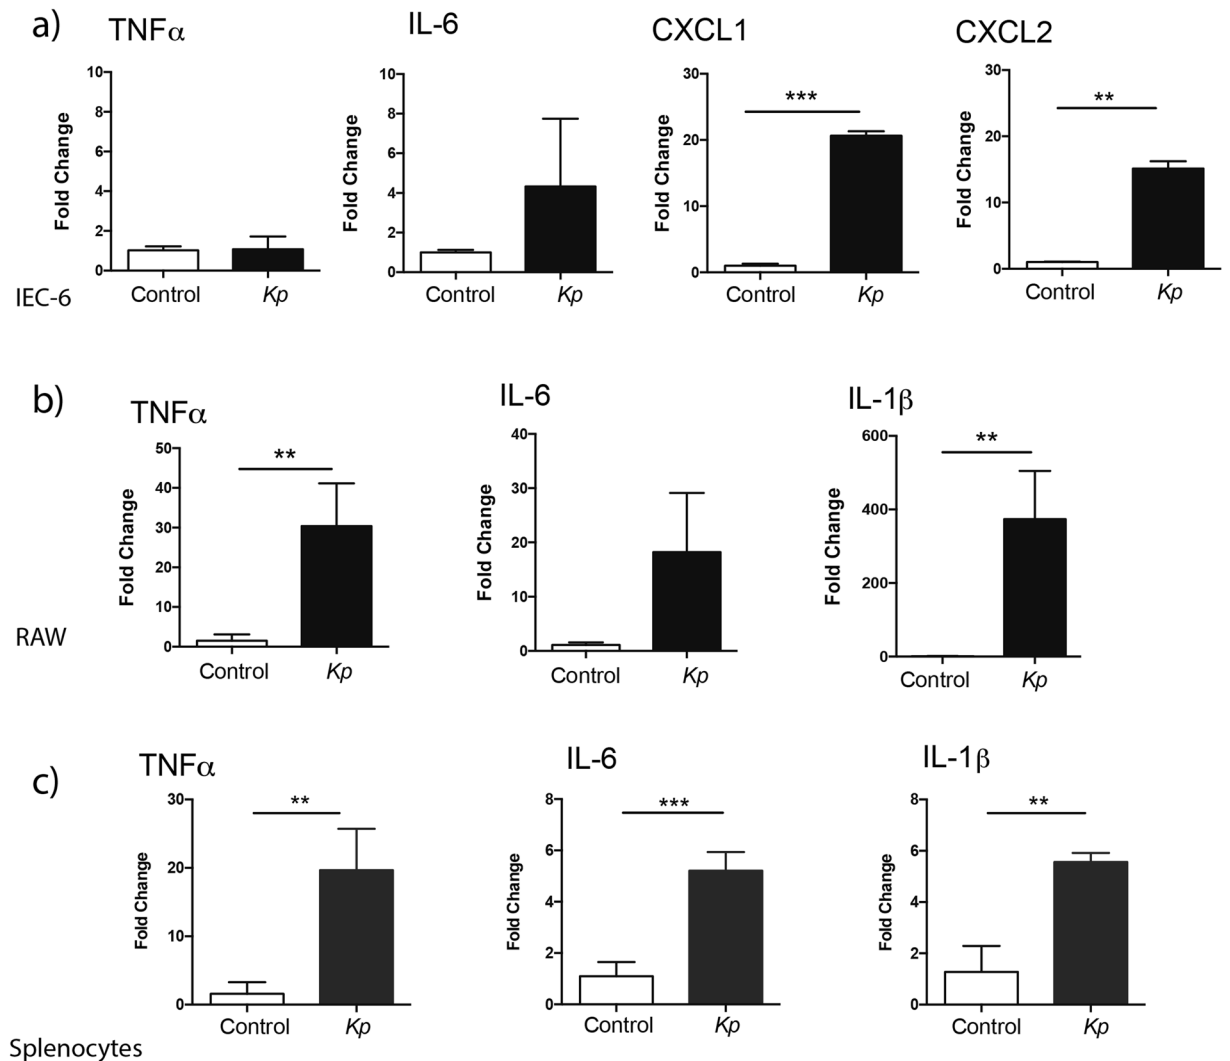 a)
TNFα
IL-6
CXCL1
CXCL2
Fold Change
10
8
6
4
2
0
Control
Kp
Fold Change
10
8
6
4
2
0
Control
Kp
Fold Change
30
20
10
0
***
Control
Kp
Fold Change
30
20
10
0
**
Control
Kp
IEC-6
b)
TNFα
IL-6
IL-1β
Fold Change
50
40
30
20
10
0
**
Control
Kp
Fold Change
40
30
20
10
0
Control
Kp
Fold Change
600
400
200
0
**
Control
Kp
RAW
c)
TNFα
IL-6
IL-1β
Fold Change
30
20
10
0
**
Control
Kp
Fold Change
8
6
4
2
0
***
Control
Kp
Fold Change
8
6
4
2
0
**
Control
Kp
Splenocytes